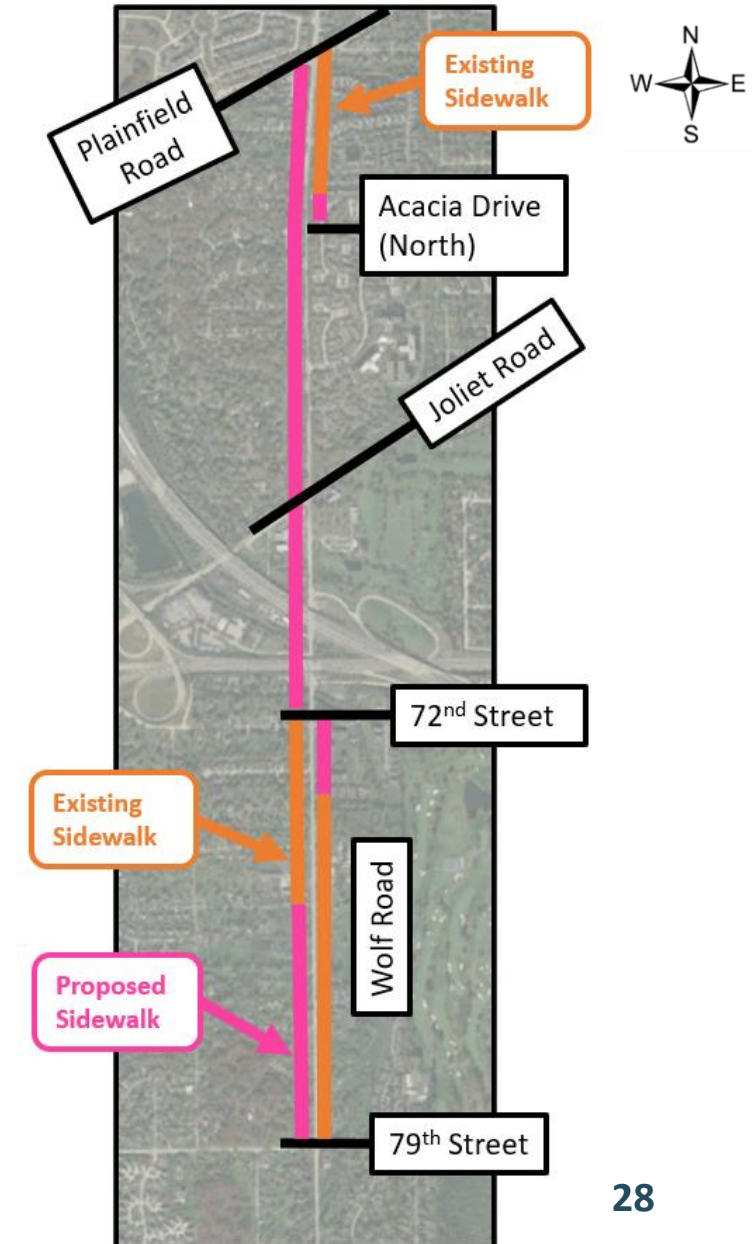 N
W E
S
Existing
Sidewalk
Plainfield
Road
Acacia Drive
(North)
Joliet Road
72nd Street
Existing
Sidewalk
Wolf Road
Proposed
Sidewalk
79th Street
28